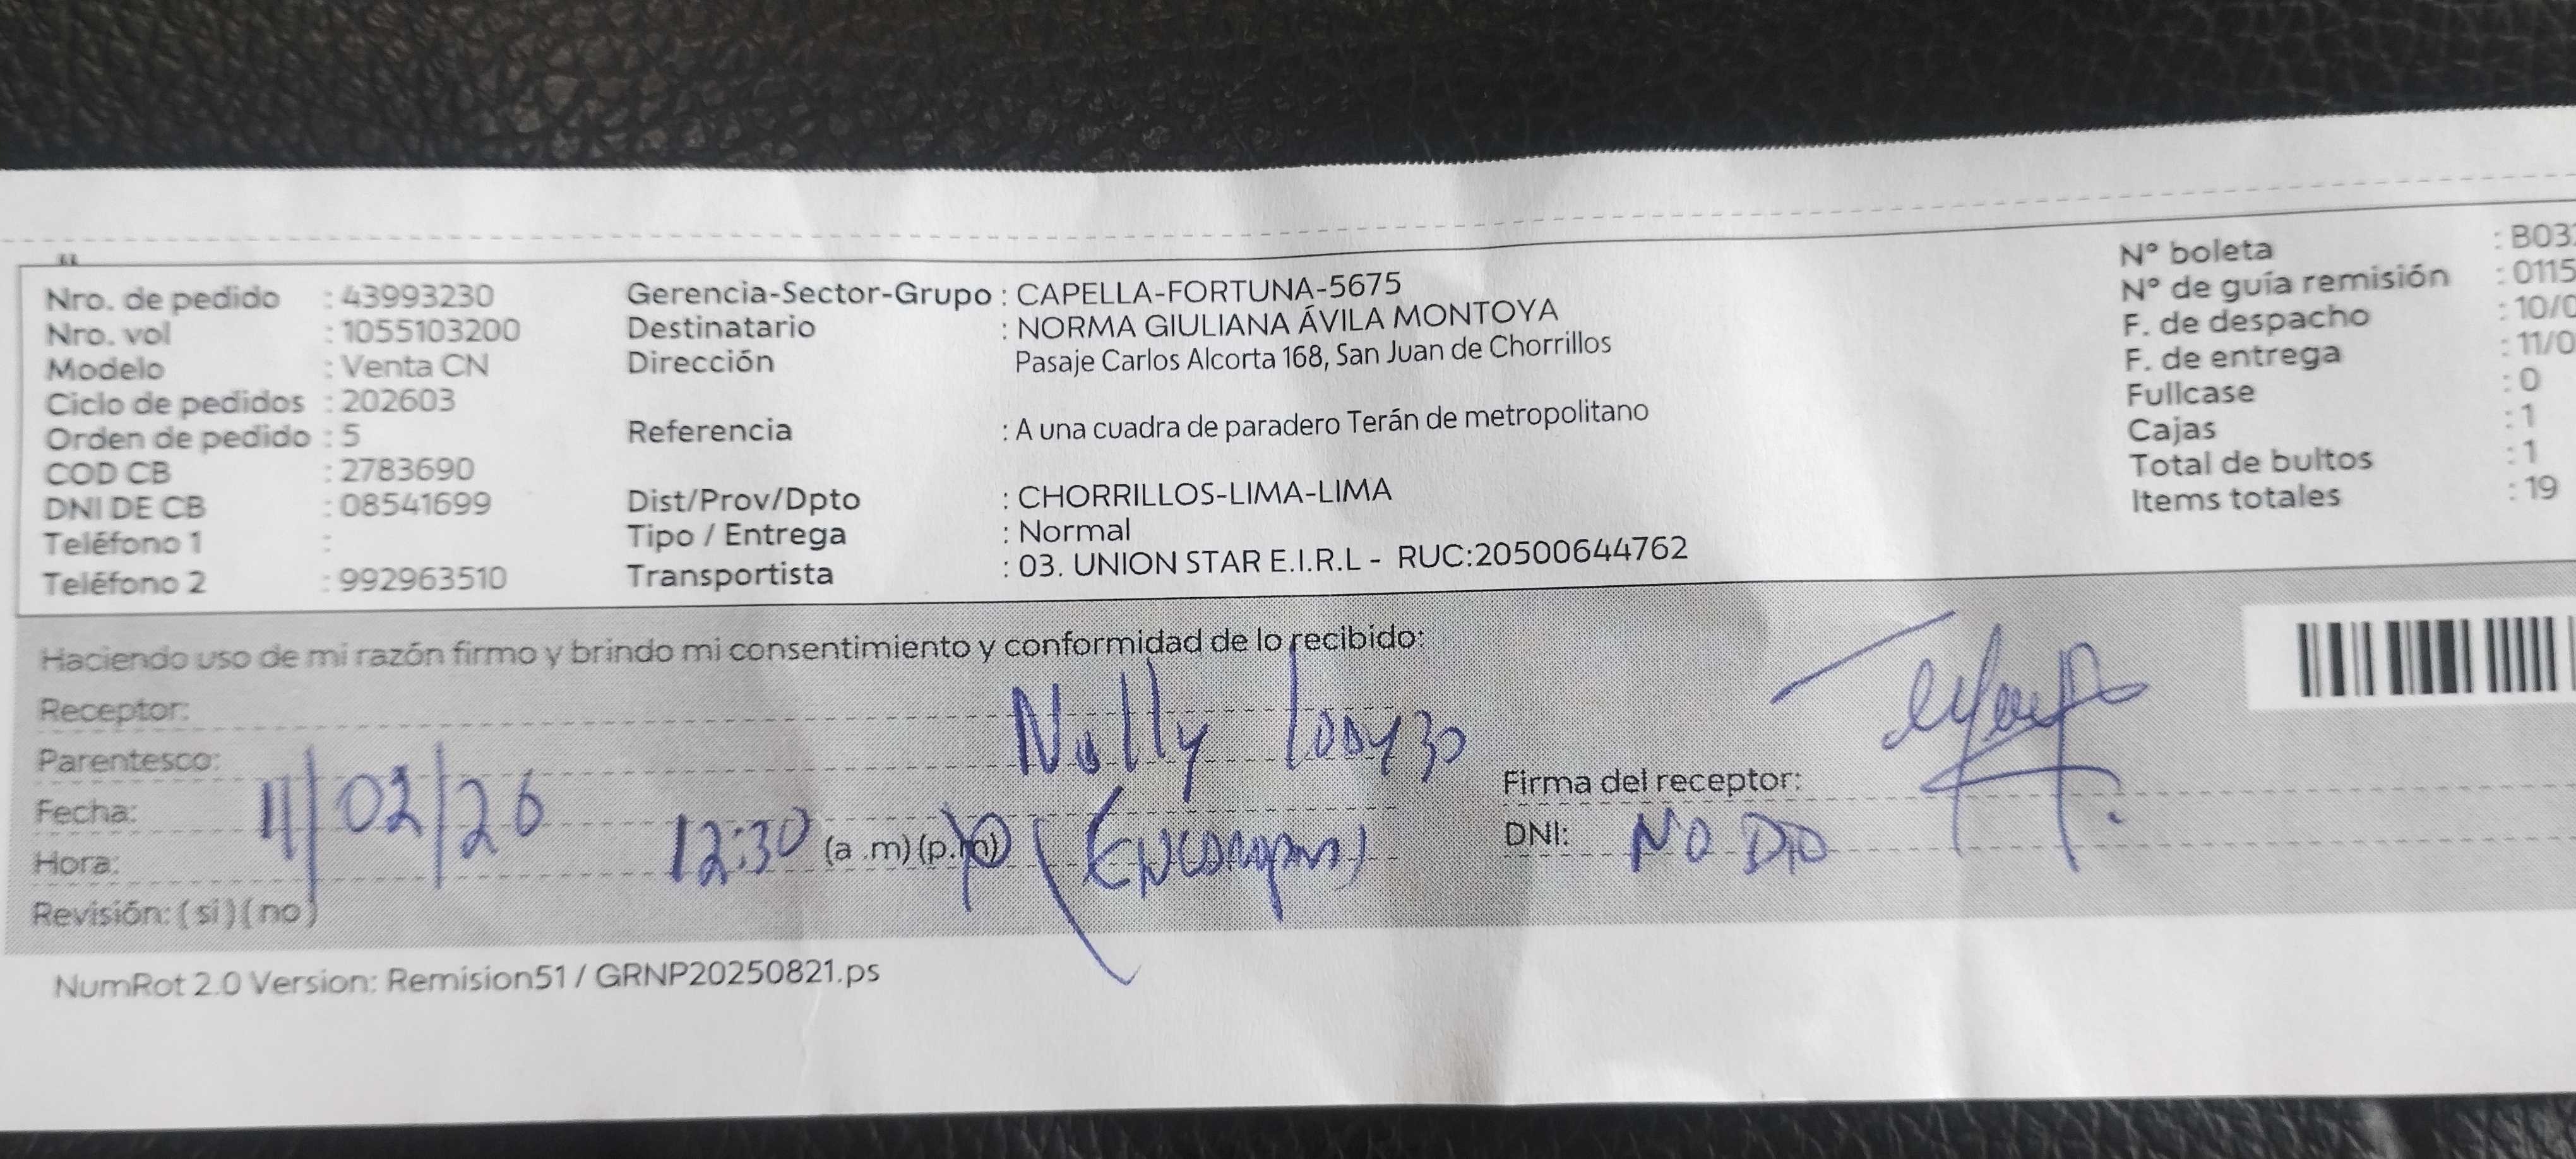 Nro. de pedido : 43993230
Nro. vol : 1055103200
Modelo : Venta CN
Ciclo de pedidos : 202603
Orden de pedido : 5
COD CB : 2783690
DNI DE CB : 08541699
Teléfono 1 :
Teléfono 2 : 992963510
Gerencia-Sector-Grupo : CAPELLA-FORTUNA-5675
Destinatario : NORMA GIULIANA ÁVILA MONTOYA
Dirección Pasaje Carlos Alcorta 168, San Juan de Chorrillos
Referencia : A una cuadra de paradero Terán de metropolitano
Dist/Prov/Dpto : CHORRILLOS-LIMA-LIMA
Tipo / Entrega : Normal
Transportista : 03. UNION STAR E.I.R.L - RUC:20500644762
Nº boleta : B03
Nº de guía remisión : 0115
F. de despacho : 10/0
F. de entrega : 11/0
Fullcase : 0
Cajas : 1
Total de bultos : 1
Items totales : 19
Haciendo uso de mi razón firmo y brindo mi consentimiento y conformidad de lo recibido:
Receptor: Nelly
Parentesco:
Fecha: 11/02/26
Hora: 12:30 (a .m) (p.m)
Revisión: ( si ) ( no )
Firma del receptor:
DNI: NO DIO
NumRot 2.0 Version: Remision51 / GRNP20250821.ps